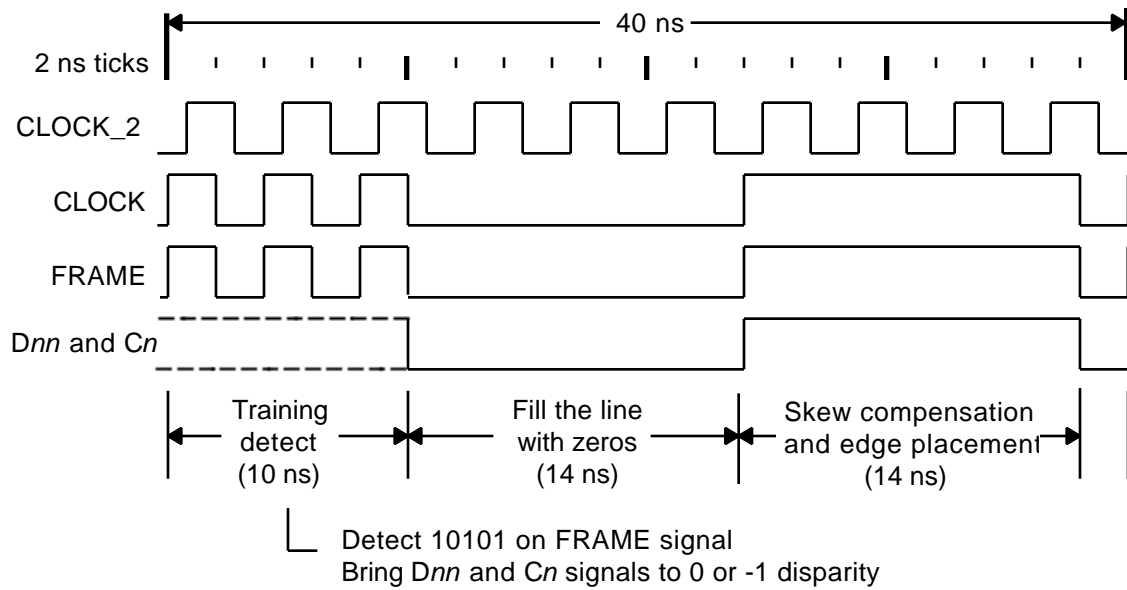 40 ns
2 ns ticks
CLOCK_2
CLOCK
FRAME
Dnn and Cn
Training
detect
(10 ns)
Fill the line
with zeros
(14 ns)
Skew compensation
and edge placement
(14 ns)
Detect 10101 on FRAME signal
Bring Dnn and Cn signals to 0 or -1 disparity